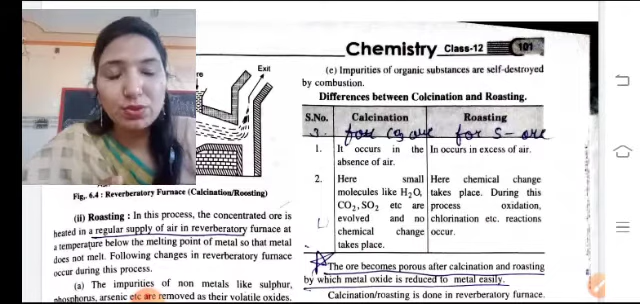 Chemistry Class-12 101
re
Exit
Fig. 6.4 : Reverberatory Furnace (Calcination/Roosting)
(ii) Roasting : In this process, the concentrated ore is
heated in a regular supply of air in reverberatory furnace at
a temperature below the melting point of metal so that metal
does not melt. Following changes in reverberatory furnace
occur during this process.
(a) The impurities of non metals like sulphur,
phosphorus, arsenic etc are removed as their volatile oxides.
(e) Impurities of organic substances are self-destroyed
by combustion.
Differences between Colcination and Roasting.
S.No. Calcination Roasting
3. for CO3 ore for S- ore
1. It occurs in the absence of air. In occurs in excess of air.
2. Here small molecules like H2O, CO2, SO2 etc are evolved and no chemical change takes place. Here chemical change takes place. During this process oxidation, chlorination etc. reactions occur.
The ore becomes porous after calcination and roasting
by which metal oxide is reduced to metal easily.
Calcination/roasting is done in reverberatory furnace.